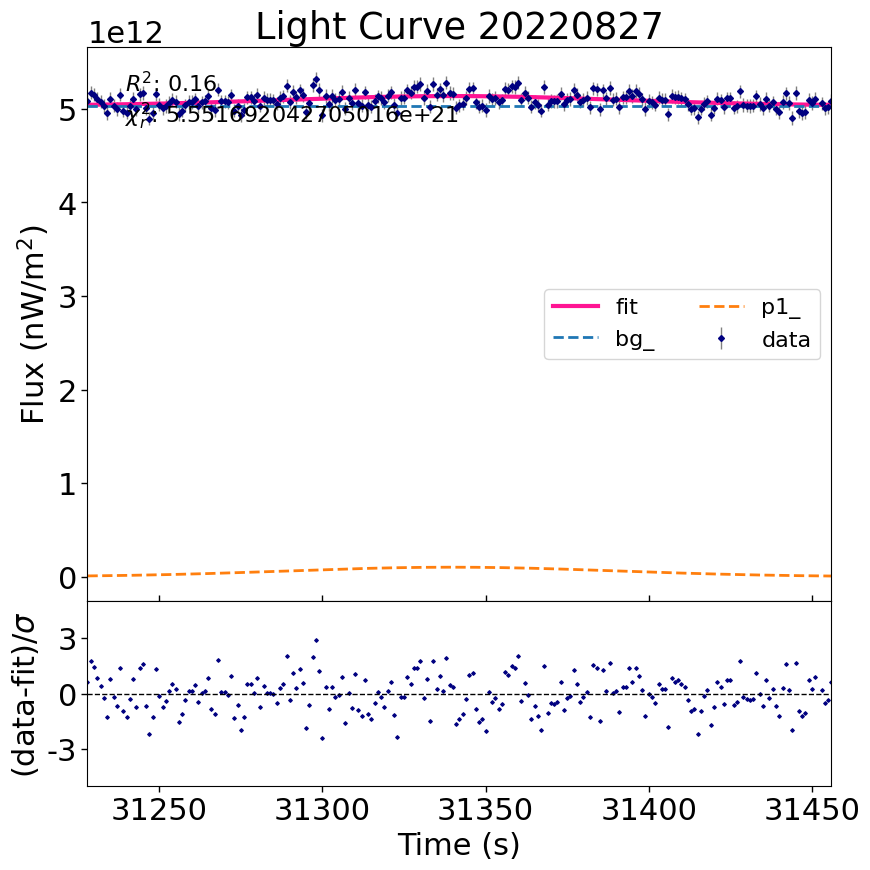 Light Curve 20220827
1e12
R²: 0.16
χᵣ²: 5.551692042705016e+21
5
4
3
2
1
0
Flux (nW/m²)
fit
bg_
p1_
data
3
0
-3
(data-fit)/σ
31250 31300 31350 31400 31450
Time (s)